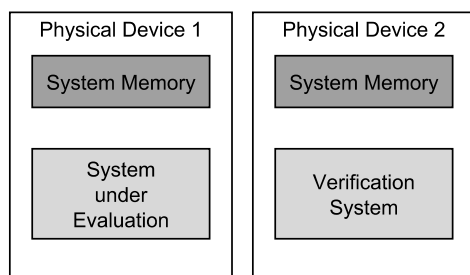 Physical Device 1
System Memory
System
under
Evaluation
Physical Device 2
System Memory
Verification
System